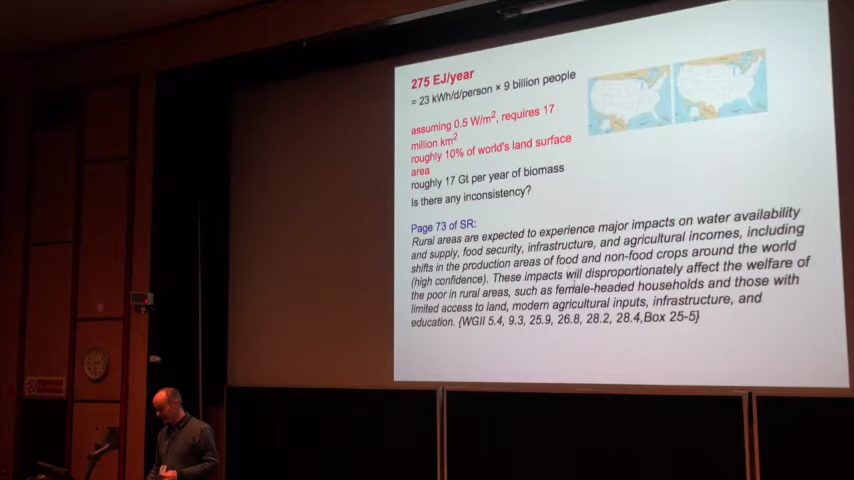 275 EJ/year
= 23 kWh/d/person × 9 billion people
assuming 0.5 W/m², requires 17
million km²
roughly 10% of world's land surface
area
roughly 17 Gt per year of biomass
Is there any inconsistency?
Page 73 of SR:
Rural areas are expected to experience major impacts on water availability
and supply, food security, infrastructure, and agricultural incomes, including
shifts in the production areas of food and non-food crops around the world
(high confidence). These impacts will disproportionately affect the welfare of
the poor in rural areas, such as female-headed households and those with
limited access to land, modern agricultural inputs, infrastructure, and
education. {WGII 5.4, 9.3, 25.9, 26.8, 28.2, 28.4,Box 25-5}